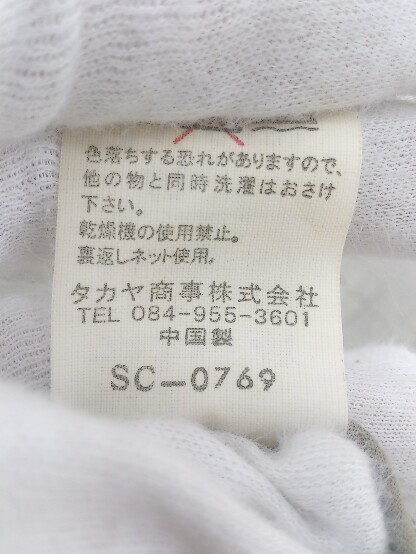 色落ちする恐れがありますので、
他の物と同時洗濯はおさけ
下さい。
乾燥機の使用禁止。
裏返しネット使用。
タカヤ商事株式会社
TEL 084-955-3601
中国製
SC-0769